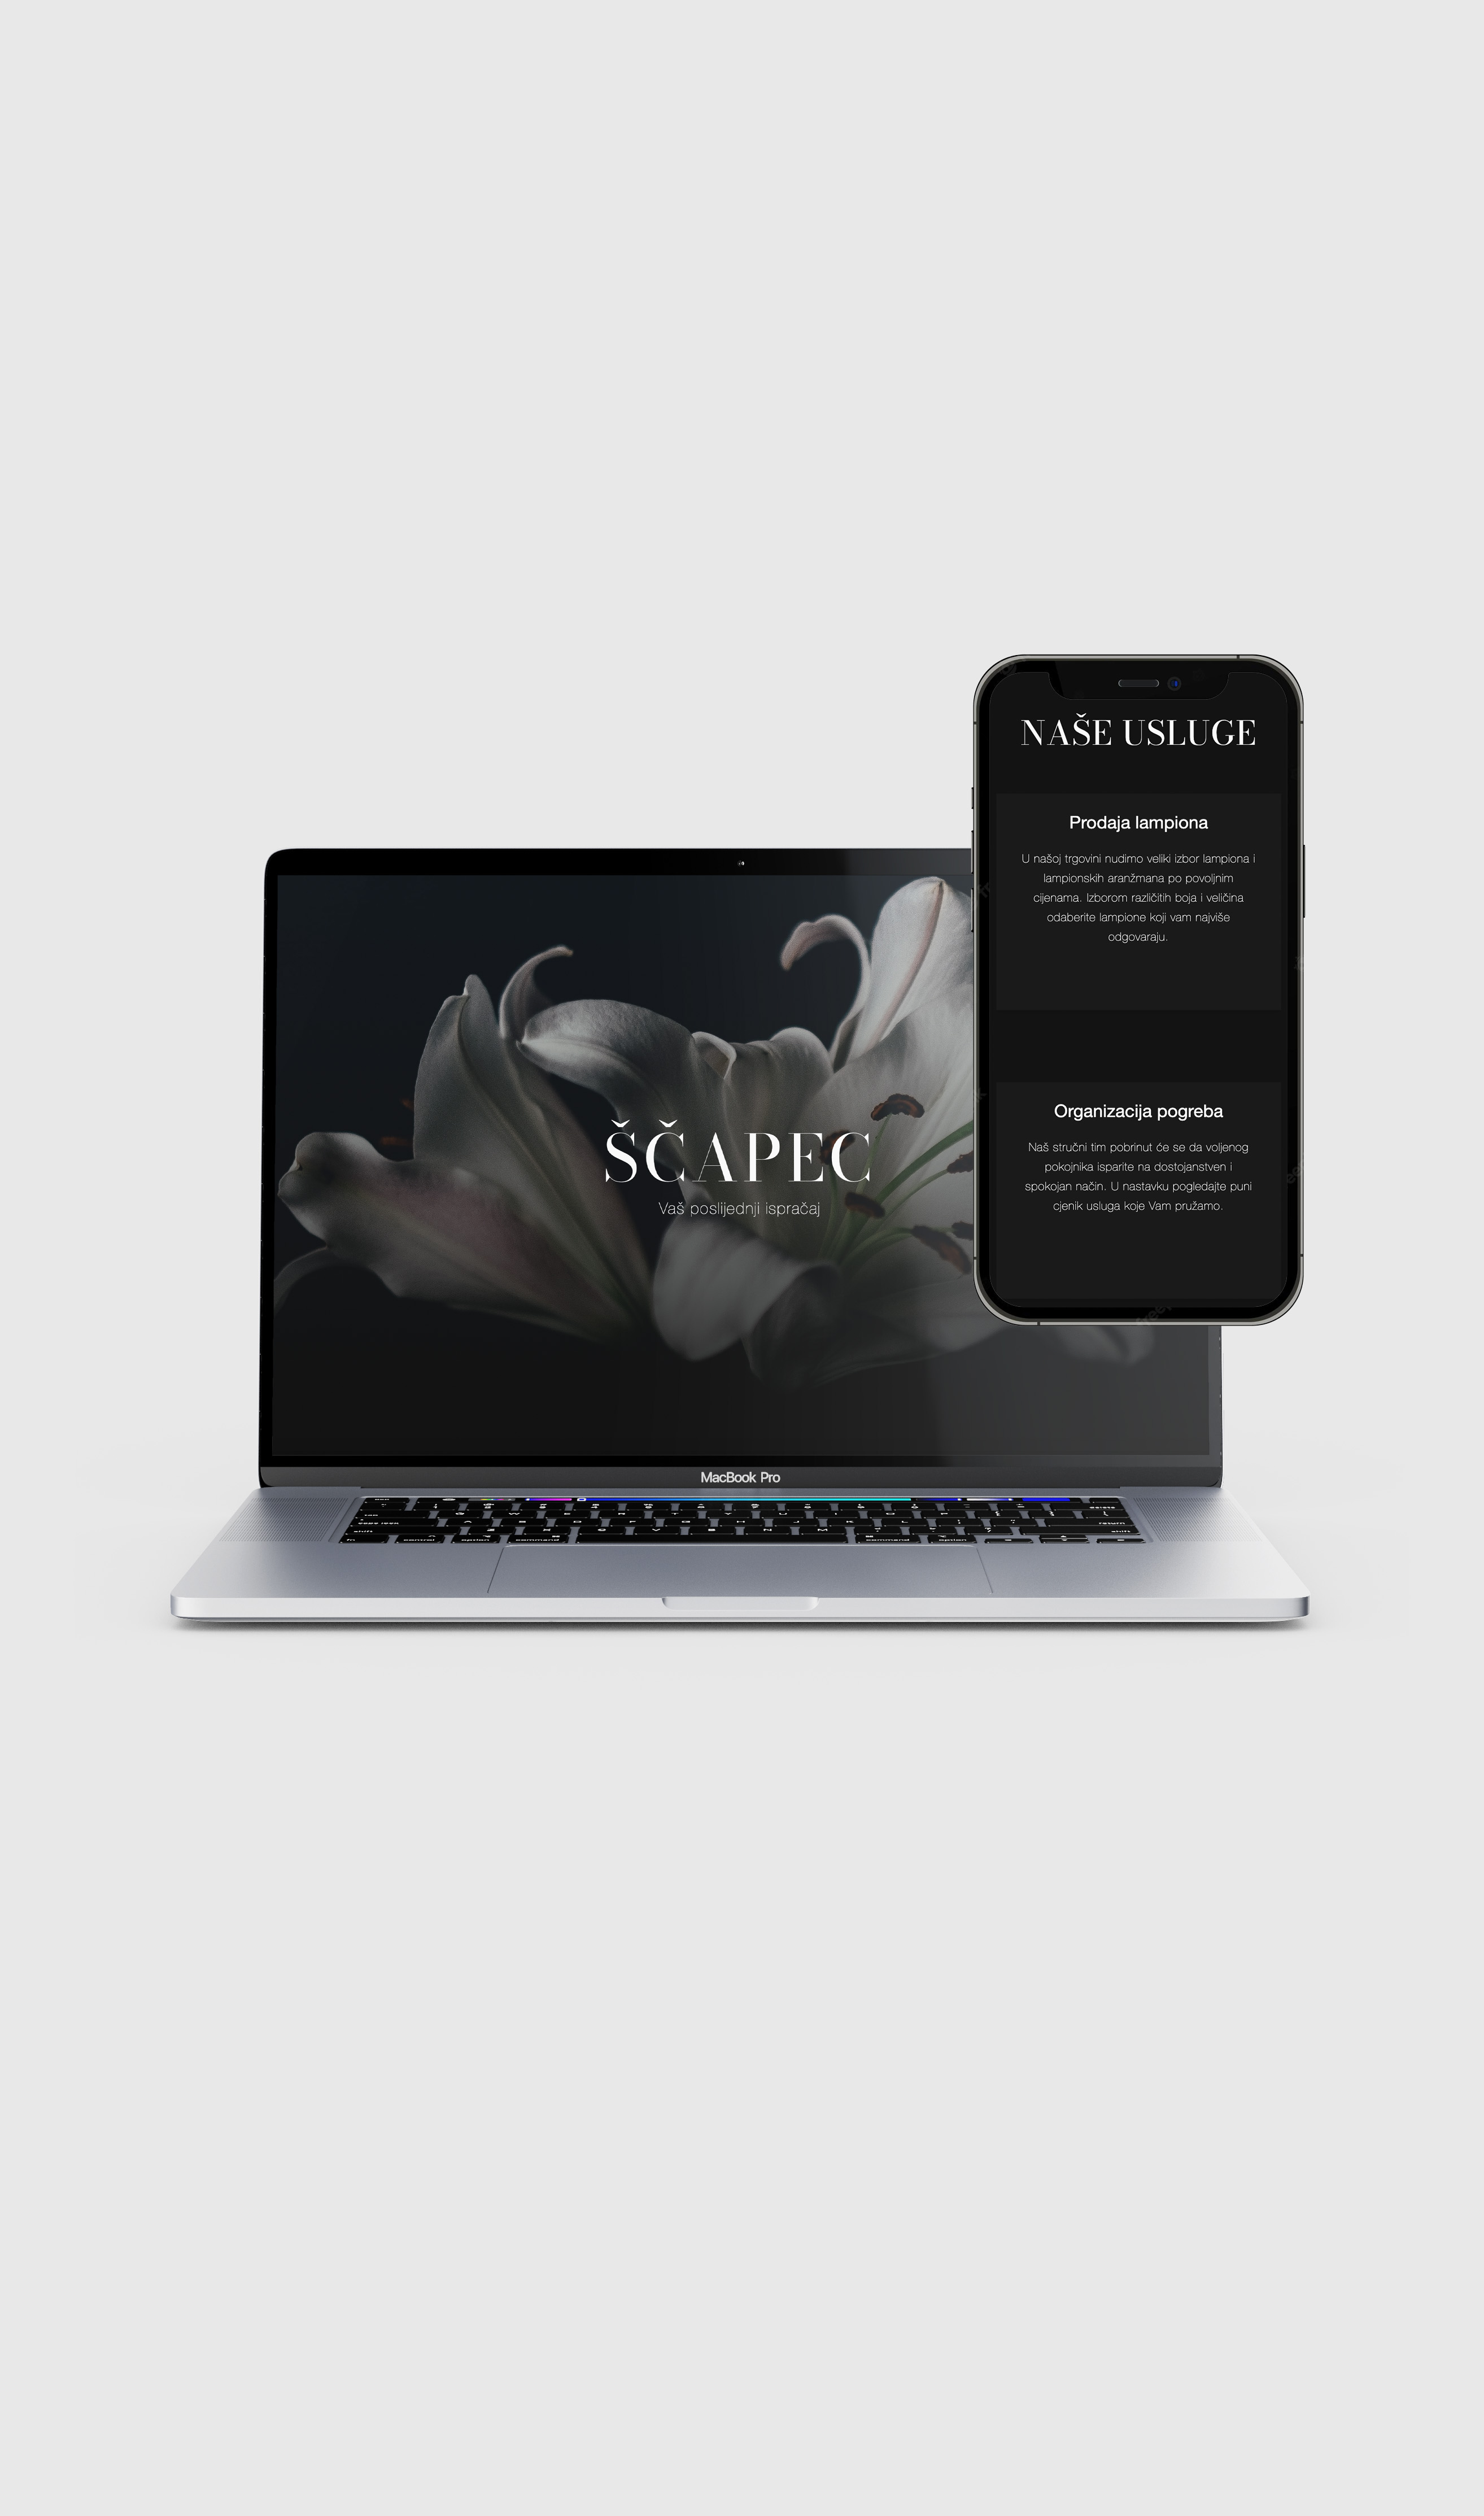 NAŠE USLUGE
Prodaja lampiona
U našoj trgovini nudimo veliki izbor lampiona i
lampionskih aranžmana po povoljnim
cijenama. Izborom različitih boja i veličina
odaberite lampione koji vam najviše
odgovaraju.
Organizacija pogreba
Naš stručni tim pobrinut će se da voljenog
pokojnika isparite na dostojanstven i
spokojan način. U nastavku pogledajte puni
cjenik usluga koje Vam pružamo.
ŠČAPEC
Vaš poslijednji ispračaj
MacBook Pro